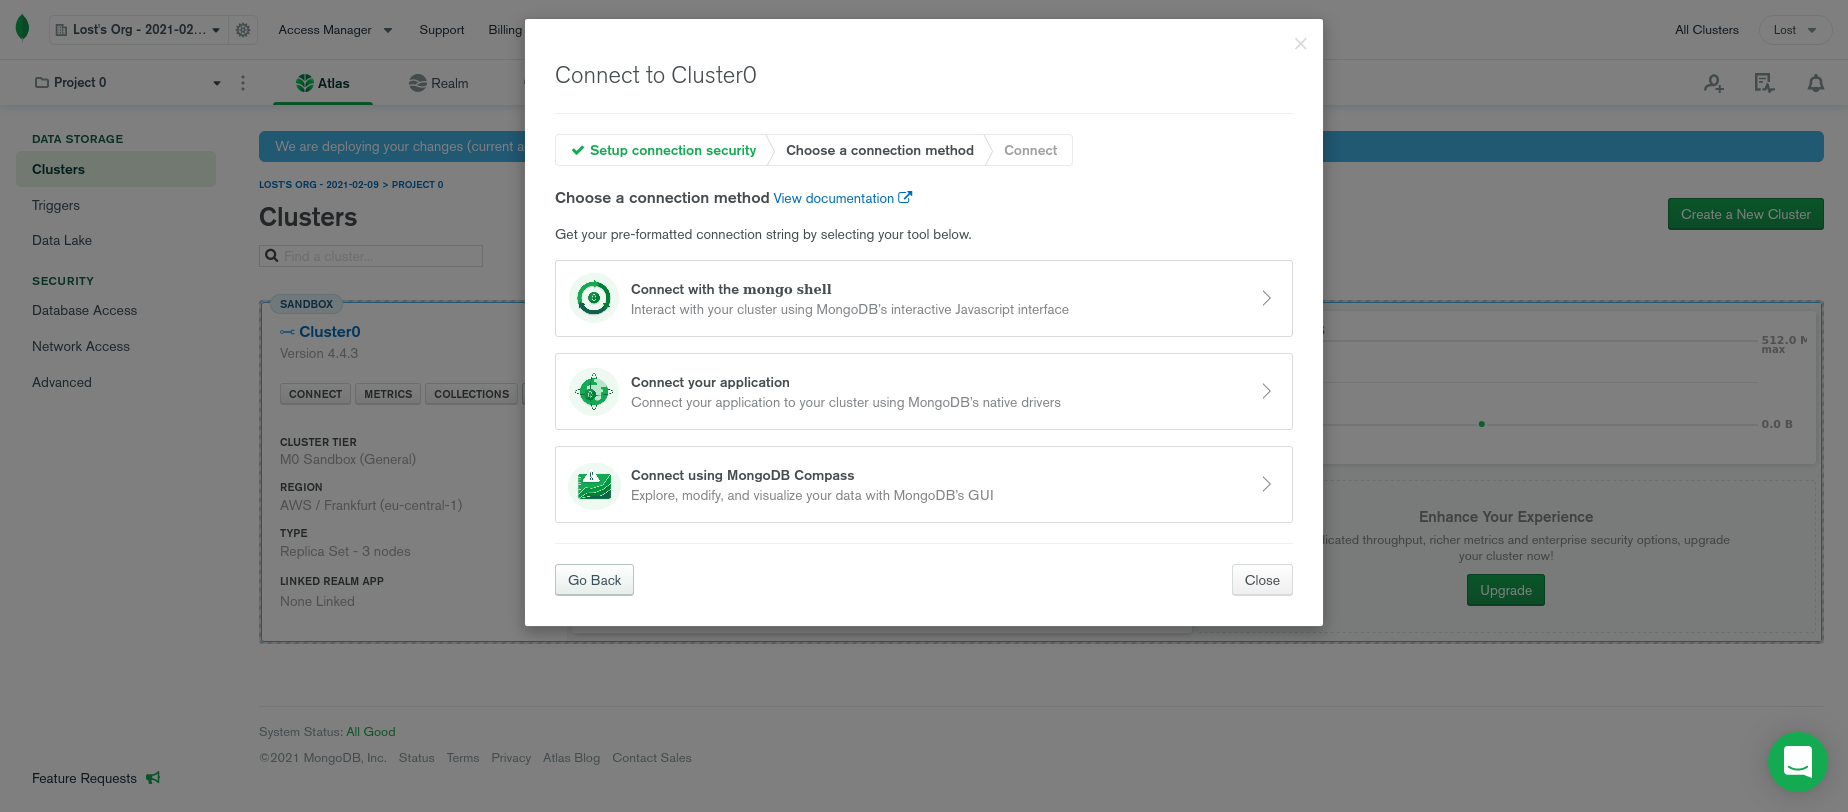 Lost's Org - 2021-02...
Access Manager
Support
Billing
All Clusters
Lost
Project 0
Atlas
Realm
DATA STORAGE
Clusters
Triggers
Data Lake
SECURITY
Database Access
Network Access
Advanced
Feature Requests
We are deploying your changes (current a
LOST'S ORG - 2021-02-09 > PROJECT 0
Clusters
Create a New Cluster
Find a cluster...
SANDBOX
Cluster0
Version 4.4.3
CONNECT
METRICS
COLLECTIONS
CLUSTER TIER
M0 Sandbox (General)
REGION
AWS / Frankfurt (eu-central-1)
TYPE
Replica Set - 3 nodes
LINKED REALM APP
None Linked
Connect to Cluster0
Setup connection security
Choose a connection method
Connect
Choose a connection method View documentation
Get your pre-formatted connection string by selecting your tool below.
Connect with the mongo shell
Interact with your cluster using MongoDB's interactive Javascript interface
Connect your application
Connect your application to your cluster using MongoDB's native drivers
Connect using MongoDB Compass
Explore, modify, and visualize your data with MongoDB's GUI
Go Back
Close
512.0 M
max
0.0 B
Enhance Your Experience
licated throughput, richer metrics and enterprise security options, upgrade
your cluster now!
Upgrade
System Status: All Good
©2021 MongoDB, Inc. Status Terms Privacy Atlas Blog Contact Sales